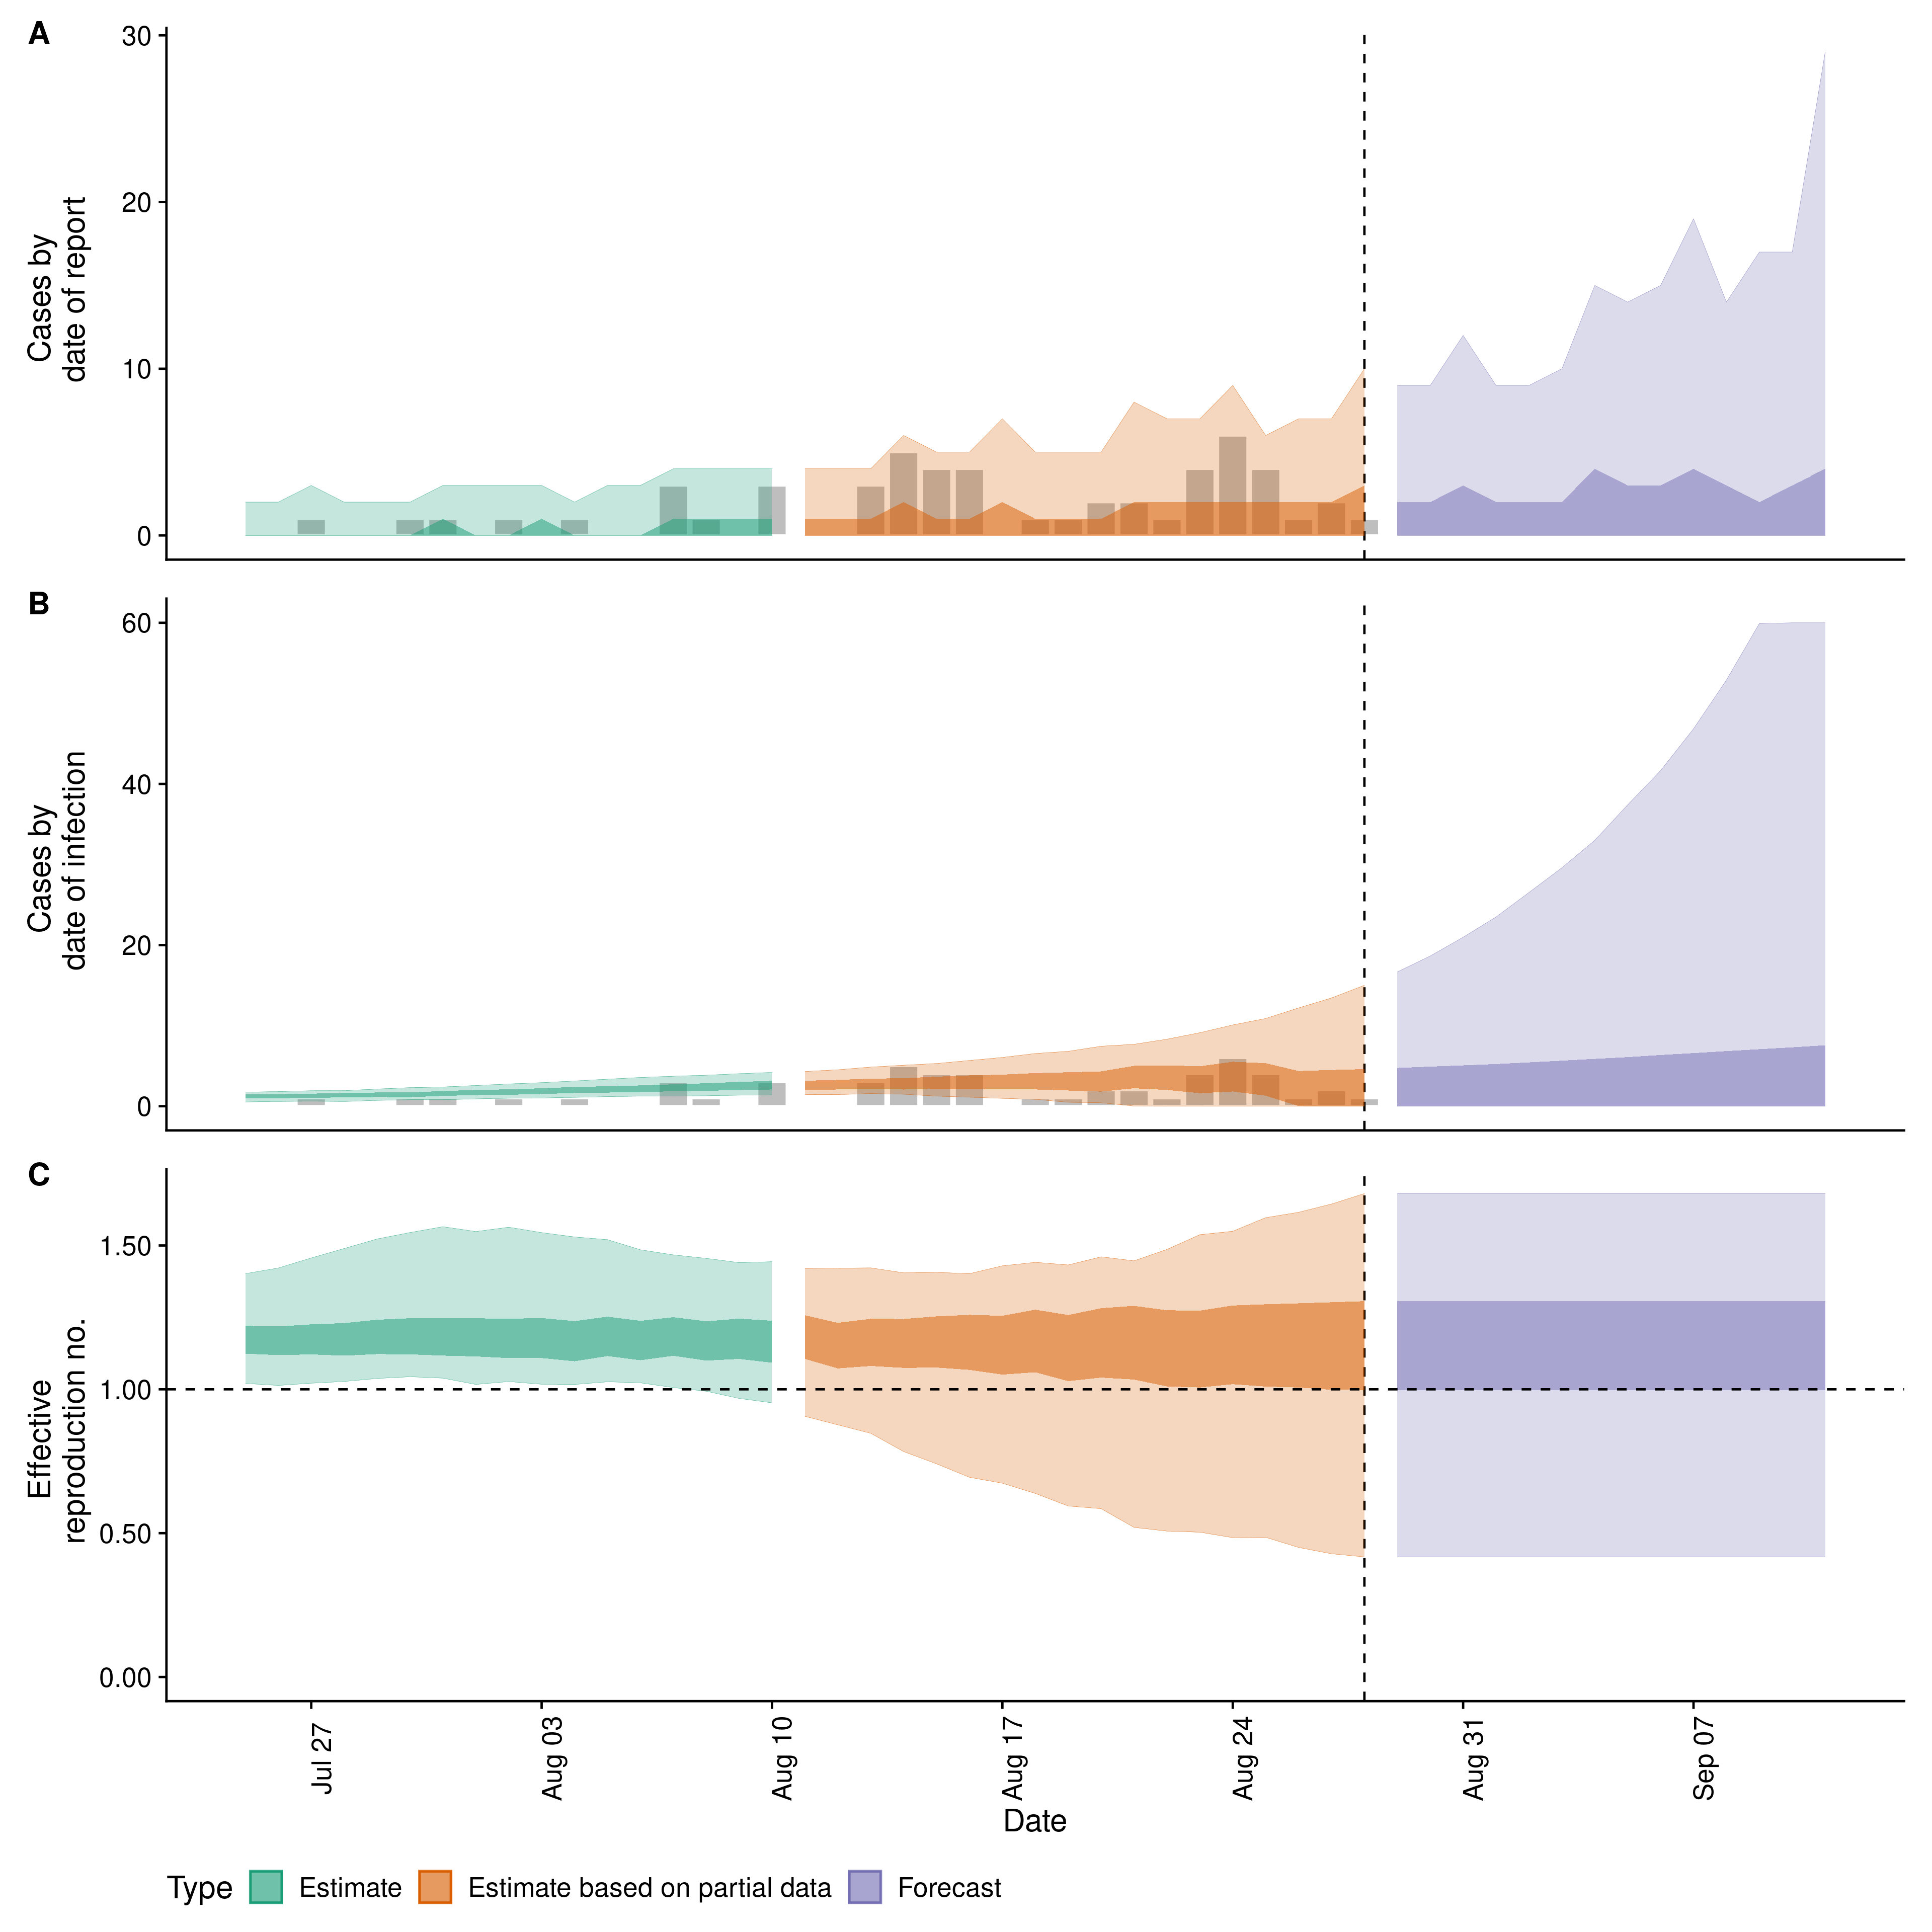 A
30
20
10
0
Cases by
date of report
B
60
40
20
0
Cases by
date of infection
C
1.50
1.00
0.50
0.00
Effective
reproduction no.
Jul 27
Aug 03
Aug 10
Aug 17
Aug 24
Aug 31
Sep 07
Date
Type Estimate Estimate based on partial data Forecast